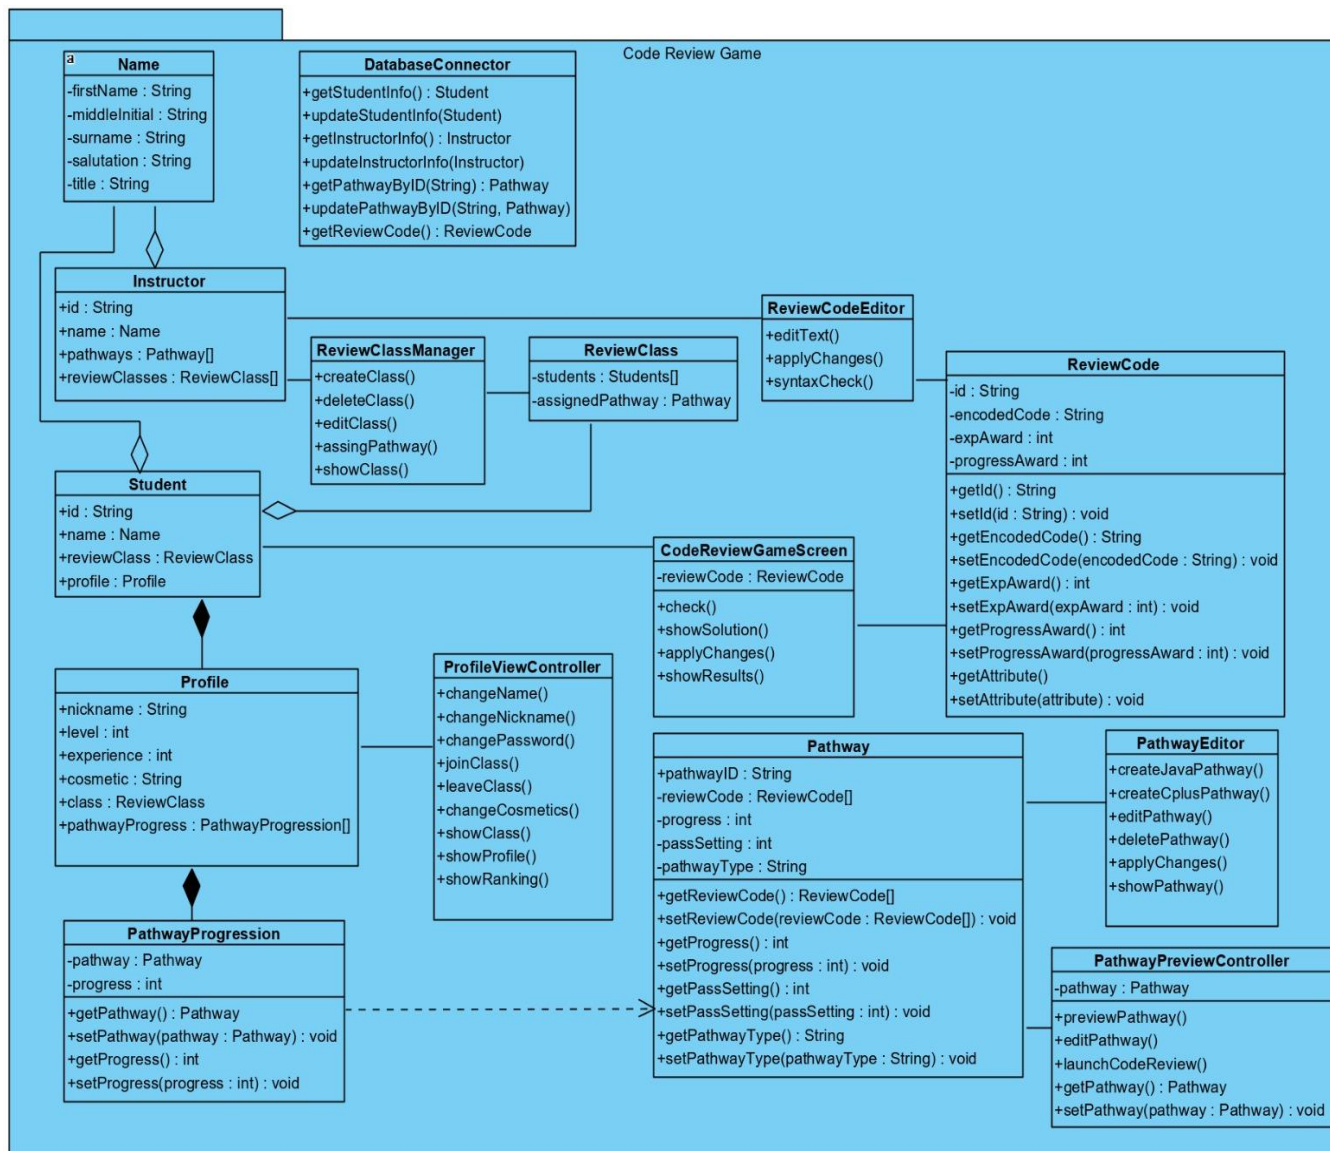 Code Review Game
a
Name
-firstName : String
-middleInitial : String
-surname : String
-salutation : String
-title : String
DatabaseConnector
+getStudentInfo() : Student
+updateStudentInfo(Student)
+getInstructorInfo() : Instructor
+updateInstructorInfo(Instructor)
+getPathwayByID(String) : Pathway
+updatePathwayByID(String, Pathway)
+getReviewCode() : ReviewCode
Instructor
+id : String
+name : Name
+pathways : Pathway[]
+reviewClasses : ReviewClass[]
ReviewClassManager
+createClass()
+deleteClass()
+editClass()
+assingPathway()
+showClass()
ReviewClass
-students : Students[]
-assignedPathway : Pathway
ReviewCodeEditor
+editText()
+applyChanges()
+syntaxCheck()
ReviewCode
-id : String
-encodedCode : String
-expAward : int
-progressAward : int
+getId() : String
+setId(id : String) : void
+getEncodedCode() : String
+setEncodedCode(encodedCode : String) : void
+getExpAward() : int
+setExpAward(expAward : int) : void
+getProgressAward() : int
+setProgressAward(progressAward : int) : void
+getAttribute()
+setAttribute(attribute) : void
Student
+id : String
+name : Name
+reviewClass : ReviewClass
+profile : Profile
CodeReviewGameScreen
-reviewCode : ReviewCode
+check()
+showSolution()
+applyChanges()
+showResults()
Profile
+nickname : String
+level : int
+experience : int
+cosmetic : String
+class : ReviewClass
+pathwayProgress : PathwayProgression[]
ProfileViewController
+changeName()
+changeNickname()
+changePassword()
+joinClass()
+leaveClass()
+changeCosmetics()
+showClass()
+showProfile()
+showRanking()
Pathway
+pathwayID : String
-reviewCode : ReviewCode[]
-progress : int
-passSetting : int
-pathwayType : String
+getReviewCode() : ReviewCode[]
+setReviewCode(reviewCode : ReviewCode[]) : void
+getProgress() : int
+setProgress(progress : int) : void
+getPassSetting() : int
+setPassSetting(passSetting : int) : void
+getPathwayType() : String
+setPathwayType(pathwayType : String) : void
PathwayEditor
+createJavaPathway()
+createCplusPathway()
+editPathway()
+deletePathway()
+applyChanges()
+showPathway()
PathwayProgression
-pathway : Pathway
-progress : int
+getPathway() : Pathway
+setPathway(pathway : Pathway) : void
+getProgress() : int
+setProgress(progress : int) : void
PathwayPreviewController
-pathway : Pathway
+previewPathway()
+editPathway()
+launchCodeReview()
+getPathway() : Pathway
+setPathway(pathway : Pathway) : void